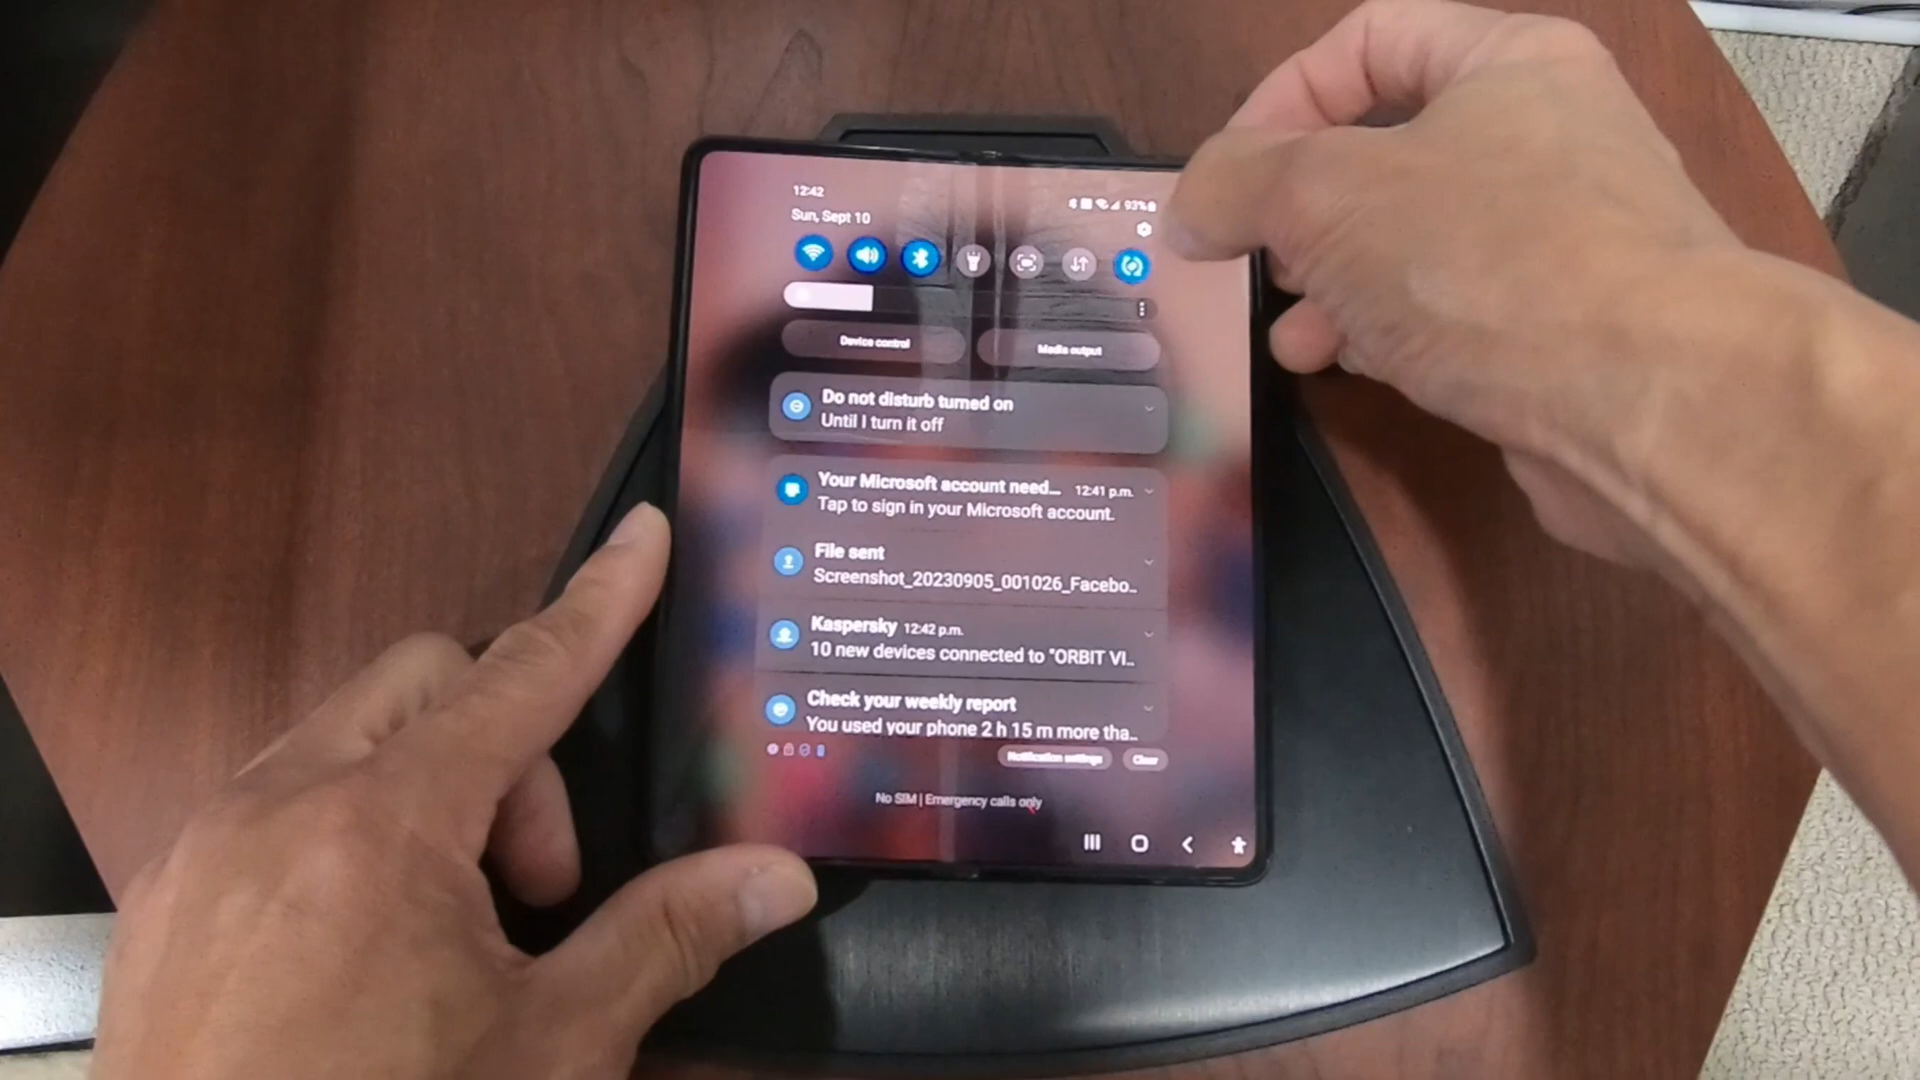 12:42
93%
Sun, Sept 10
Device control
Media output
Do not disturb turned on
Until I turn it off
Your Microsoft account need... 12:41 p.m.
Tap to sign in your Microsoft account.
File sent
Screenshot_20230905_001026_Facebo..
Kaspersky 12:42 p.m.
10 new devices connected to "ORBIT VI..
Check your weekly report
You used your phone 2 h 15 m more tha..
Notification settings
Clear
No SIM | Emergency calls only